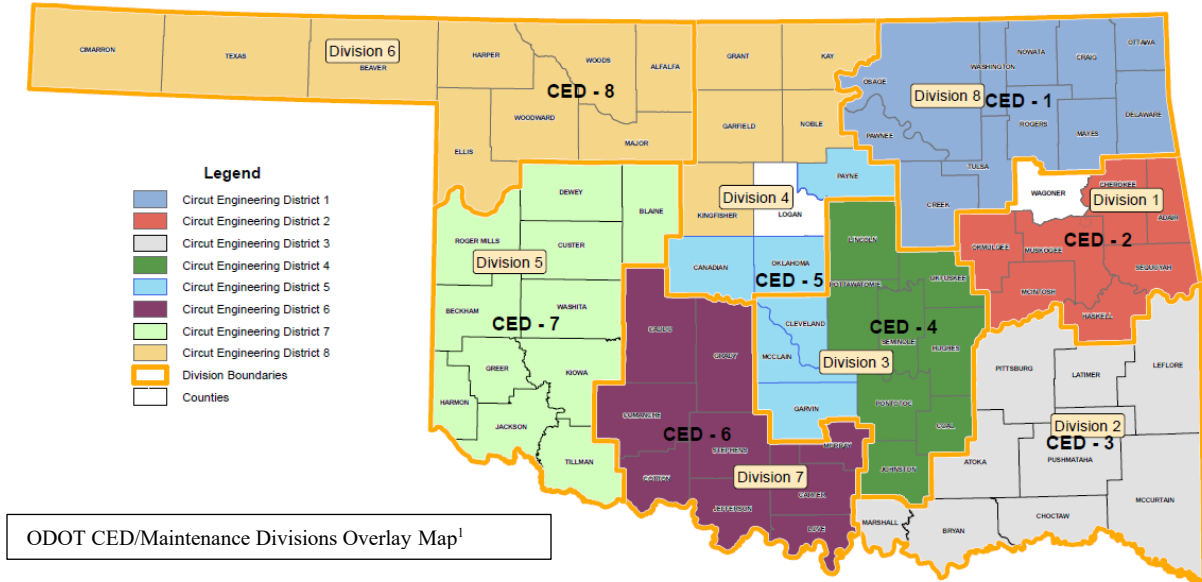 CIMARRON
TEXAS
Division 6
BEAVER
HARPER
WOODS
ALFALFA
CED - 8
WOODWARD
ELLIS
MAJOR
GRANT
KAY
GARFIELD
NOBLE
OSAGE
WASHINGTON
NOWATA
CRAIG
OTTAWA
Division 8
CED - 1
PAWNEE
ROGERS
MAYES
DELAWARE
TULSA
CREEK
Legend
Circut Engineering District 1
Circut Engineering District 2
Circut Engineering District 3
Circut Engineering District 4
Circut Engineering District 5
Circut Engineering District 6
Circut Engineering District 7
Circut Engineering District 8
Division Boundaries
Counties
DEWEY
BLAINE
ROGER MILLS
CUSTER
Division 5
BECKHAM
WASHITA
CED - 7
GREER
KIOWA
HARMON
JACKSON
TILLMAN
PAYNE
Division 4
KINGFISHER
LOGAN
CANADIAN
OKLAHOMA
CED - 5
WAGONER
CHEROKEE
Division 1
ADAIR
OKMULGEE
MUSKOGEE
CED - 2
SEQUOYAH
MCINTOSH
HASKELL
LINCOLN
OKFUSKEE
POTTAWATOMIE
CLEVELAND
CED - 4
SEMINOLE
MCCLAIN
HUGHES
Division 3
GARVIN
PONTOTOC
COAL
JOHNSTON
CADDO
GRADY
COMANCHE
CED - 6
STEPHENS
MURRAY
COTTON
Division 7
CARTER
JEFFERSON
LOVE
PITTSBURG
LATIMER
LEFLORE
Division 2
CED - 3
ATOKA
PUSHMATAHA
MCCURTAIN
MARSHALL
BRYAN
CHOCTAW
ODOT CED/Maintenance Divisions Overlay Map¹